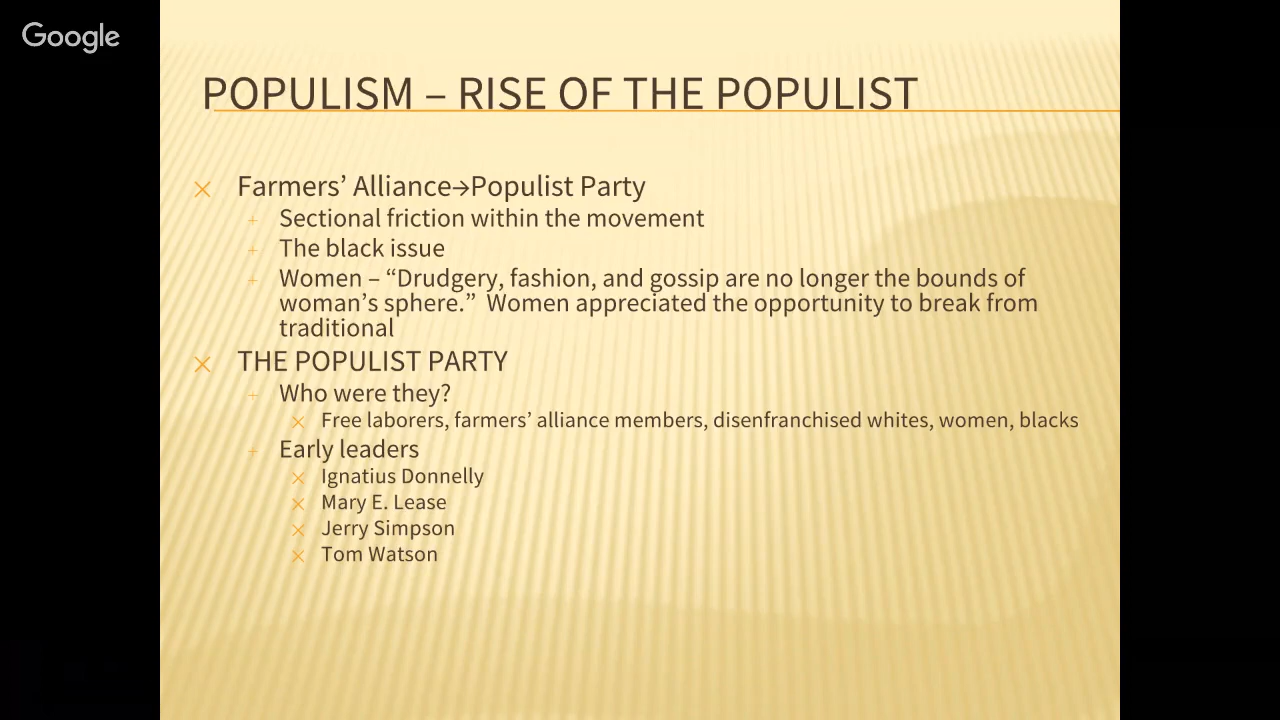 Google
POPULISM – RISE OF THE POPULIST
Farmers’ Alliance→Populist Party
Sectional friction within the movement
The black issue
Women – “Drudgery, fashion, and gossip are no longer the bounds of
woman’s sphere.”  Women appreciated the opportunity to break from
traditional
THE POPULIST PARTY
Who were they?
Free laborers, farmers’ alliance members, disenfranchised whites, women, blacks
Early leaders
Ignatius Donnelly
Mary E. Lease
Jerry Simpson
Tom Watson